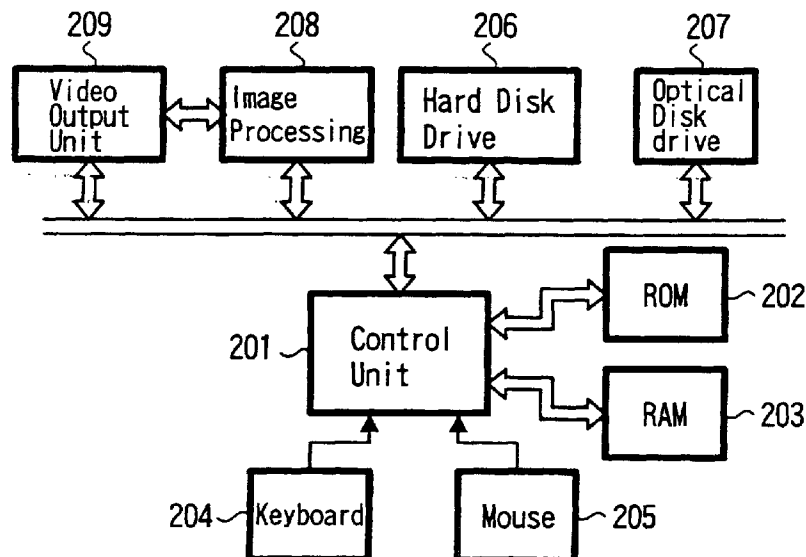 209
208
206
207
Video
Output
Unit
Image
Processing
Hard Disk
Drive
Optical
Disk
drive
201
Control
Unit
ROM
202
RAM
203
204
Keyboard
Mouse
205